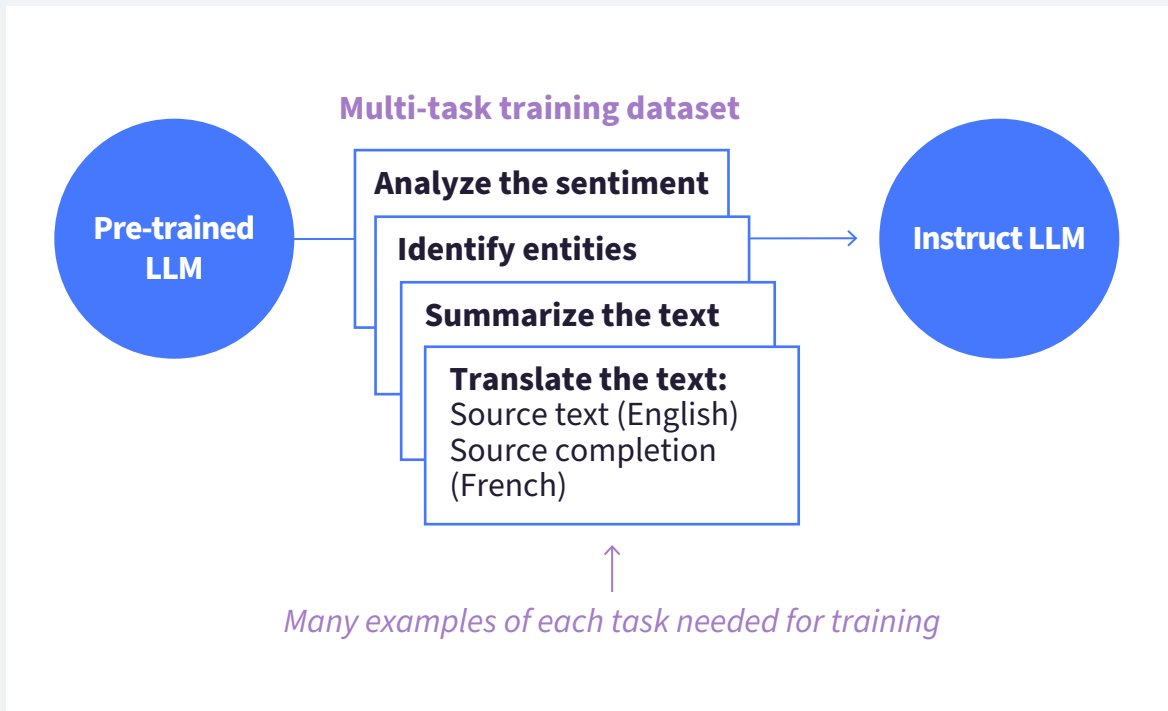 Multi-task training dataset
Pre-trained
LLM
Analyze the sentiment
Identify entities
Summarize the text
Translate the text:
Source text (English)
Source completion
(French)
Instruct LLM
Many examples of each task needed for training